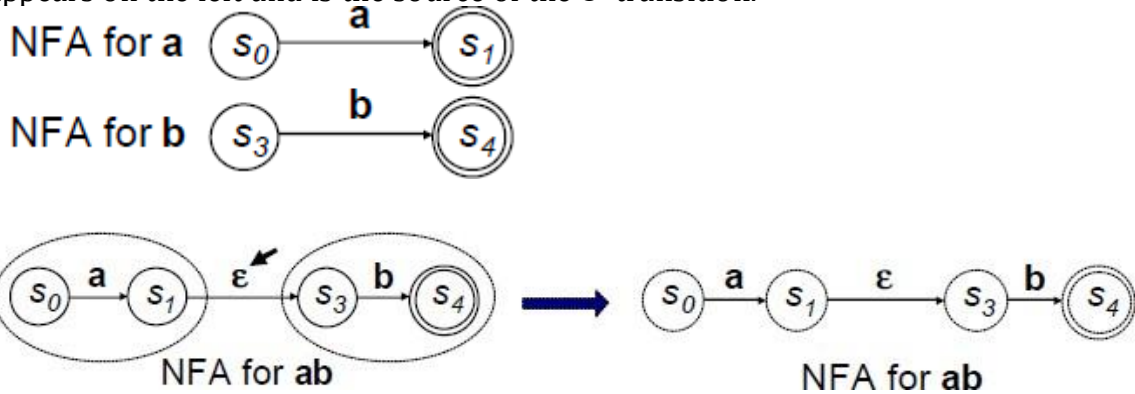 appears on the left and is the source of the
NFA for a s0 a s1
NFA for b s3 b s4
s0 a s1 ε s3 b s4
s0 a s1 ε s3 b s4
NFA for ab
NFA for ab